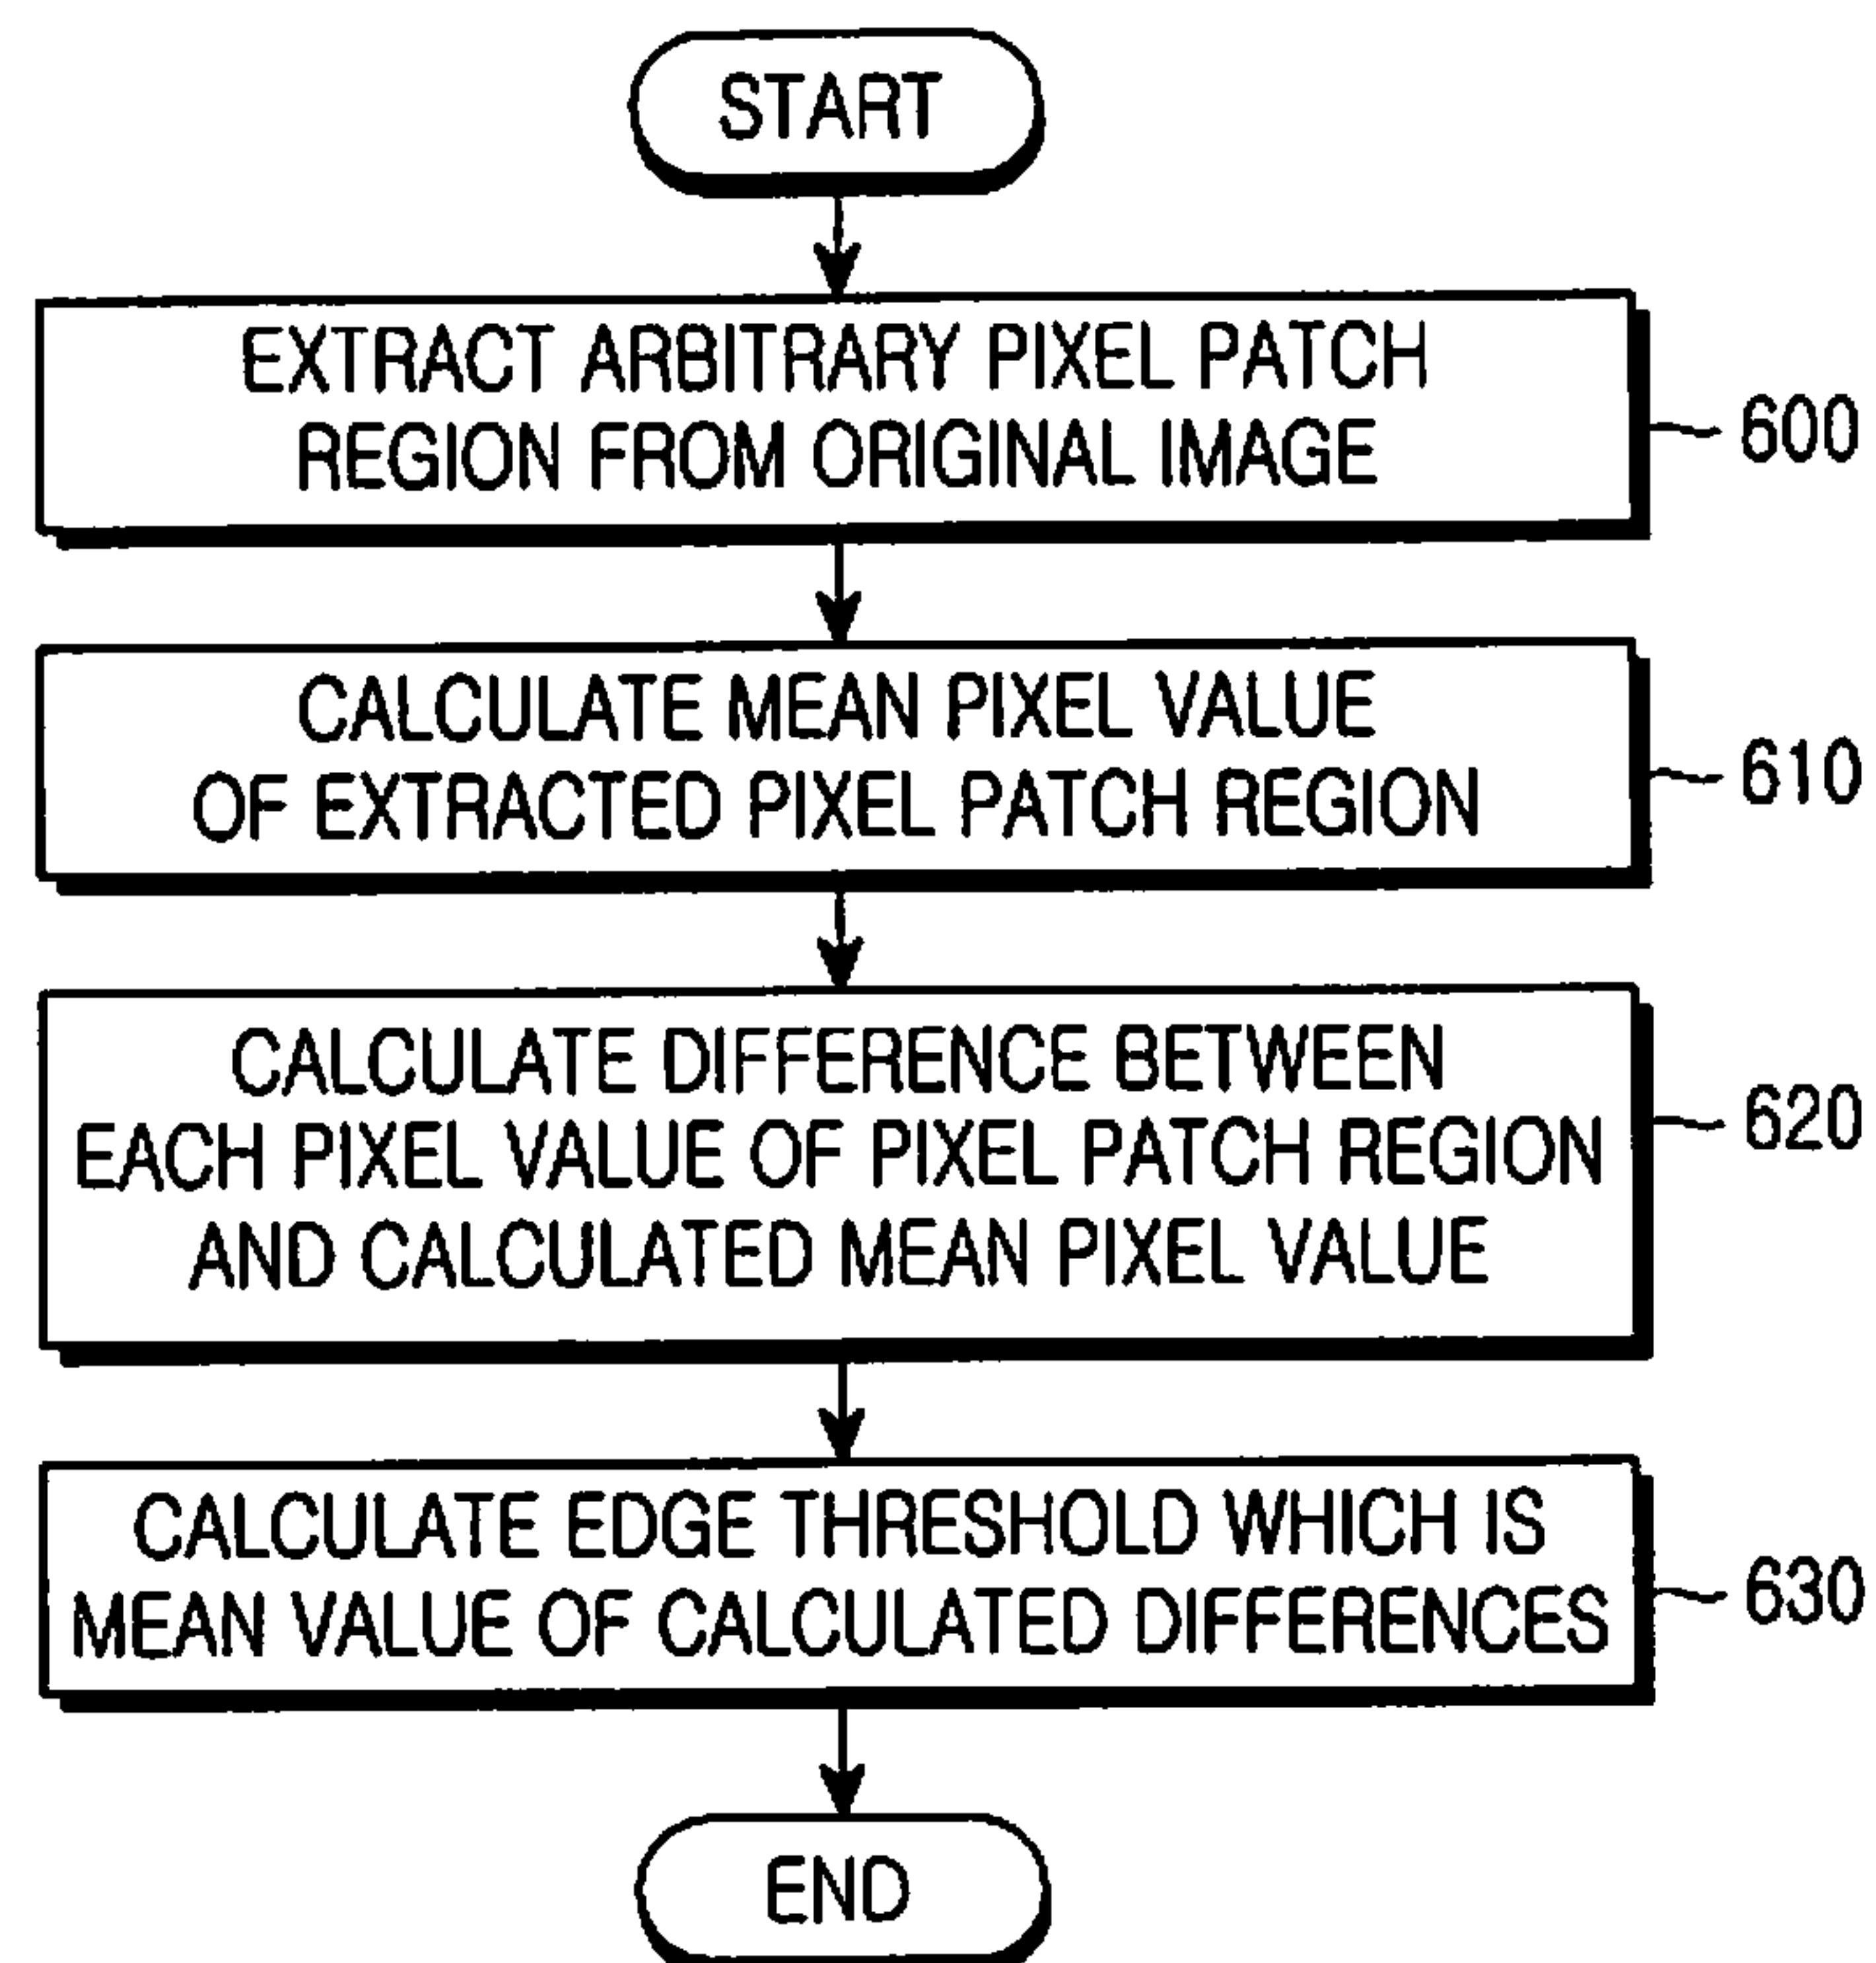 START
EXTRACT ARBITRARY PIXEL PATCH
REGION FROM ORIGINAL IMAGE
600
CALCULATE MEAN PIXEL VALUE
OF EXTRACTED PIXEL PATCH REGION
610
CALCULATE DIFFERENCE BETWEEN
EACH PIXEL VALUE OF PIXEL PATCH REGION
AND CALCULATED MEAN PIXEL VALUE
620
CALCULATE EDGE THRESHOLD WHICH IS
MEAN VALUE OF CALCULATED DIFFERENCES
630
END